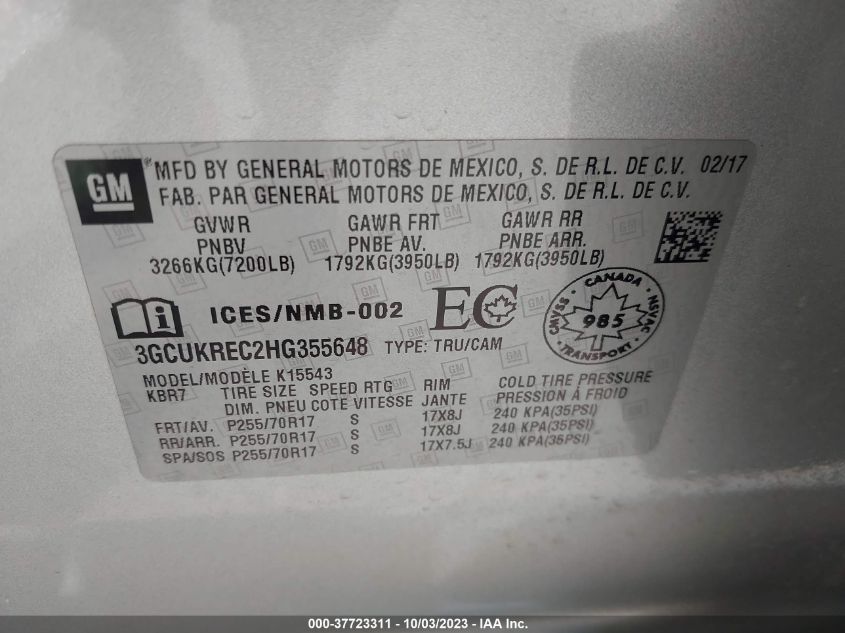 GM
® MFD BY GENERAL MOTORS DE MEXICO, S. DE R.L. DE C.V. 02/17
FAB. PAR GENERAL MOTORS DE MEXICO, S. DE R.L. DE C.V.
GVWR GAWR FRT GAWR RR
PNBV PNBE AV. PNBE ARR.
3266KG(7200LB) 1792KG(3950LB) 1792KG(3950LB)
ICES/NMB-002 EC
CANADA
CMVSS 985 NSVAC
TRANSPORT
3GCUKREC2HG355648 TYPE: TRU/CAM
MODEL/MODÈLE K15543
KBR7 TIRE SIZE SPEED RTG RIM COLD TIRE PRESSURE
DIM. PNEU COTE VITESSE JANTE PRESSION À FROID
FRT/AV. P255/70R17 S 17X8J 240 KPA(35PSI)
RR/ARR. P255/70R17 S 17X8J 240 KPA(35PSI)
SPA/SOS P255/70R17 S 17X7.5J 240 KPA(35PSI)
000-37723311 - 10/03/2023 - © IAA Inc.